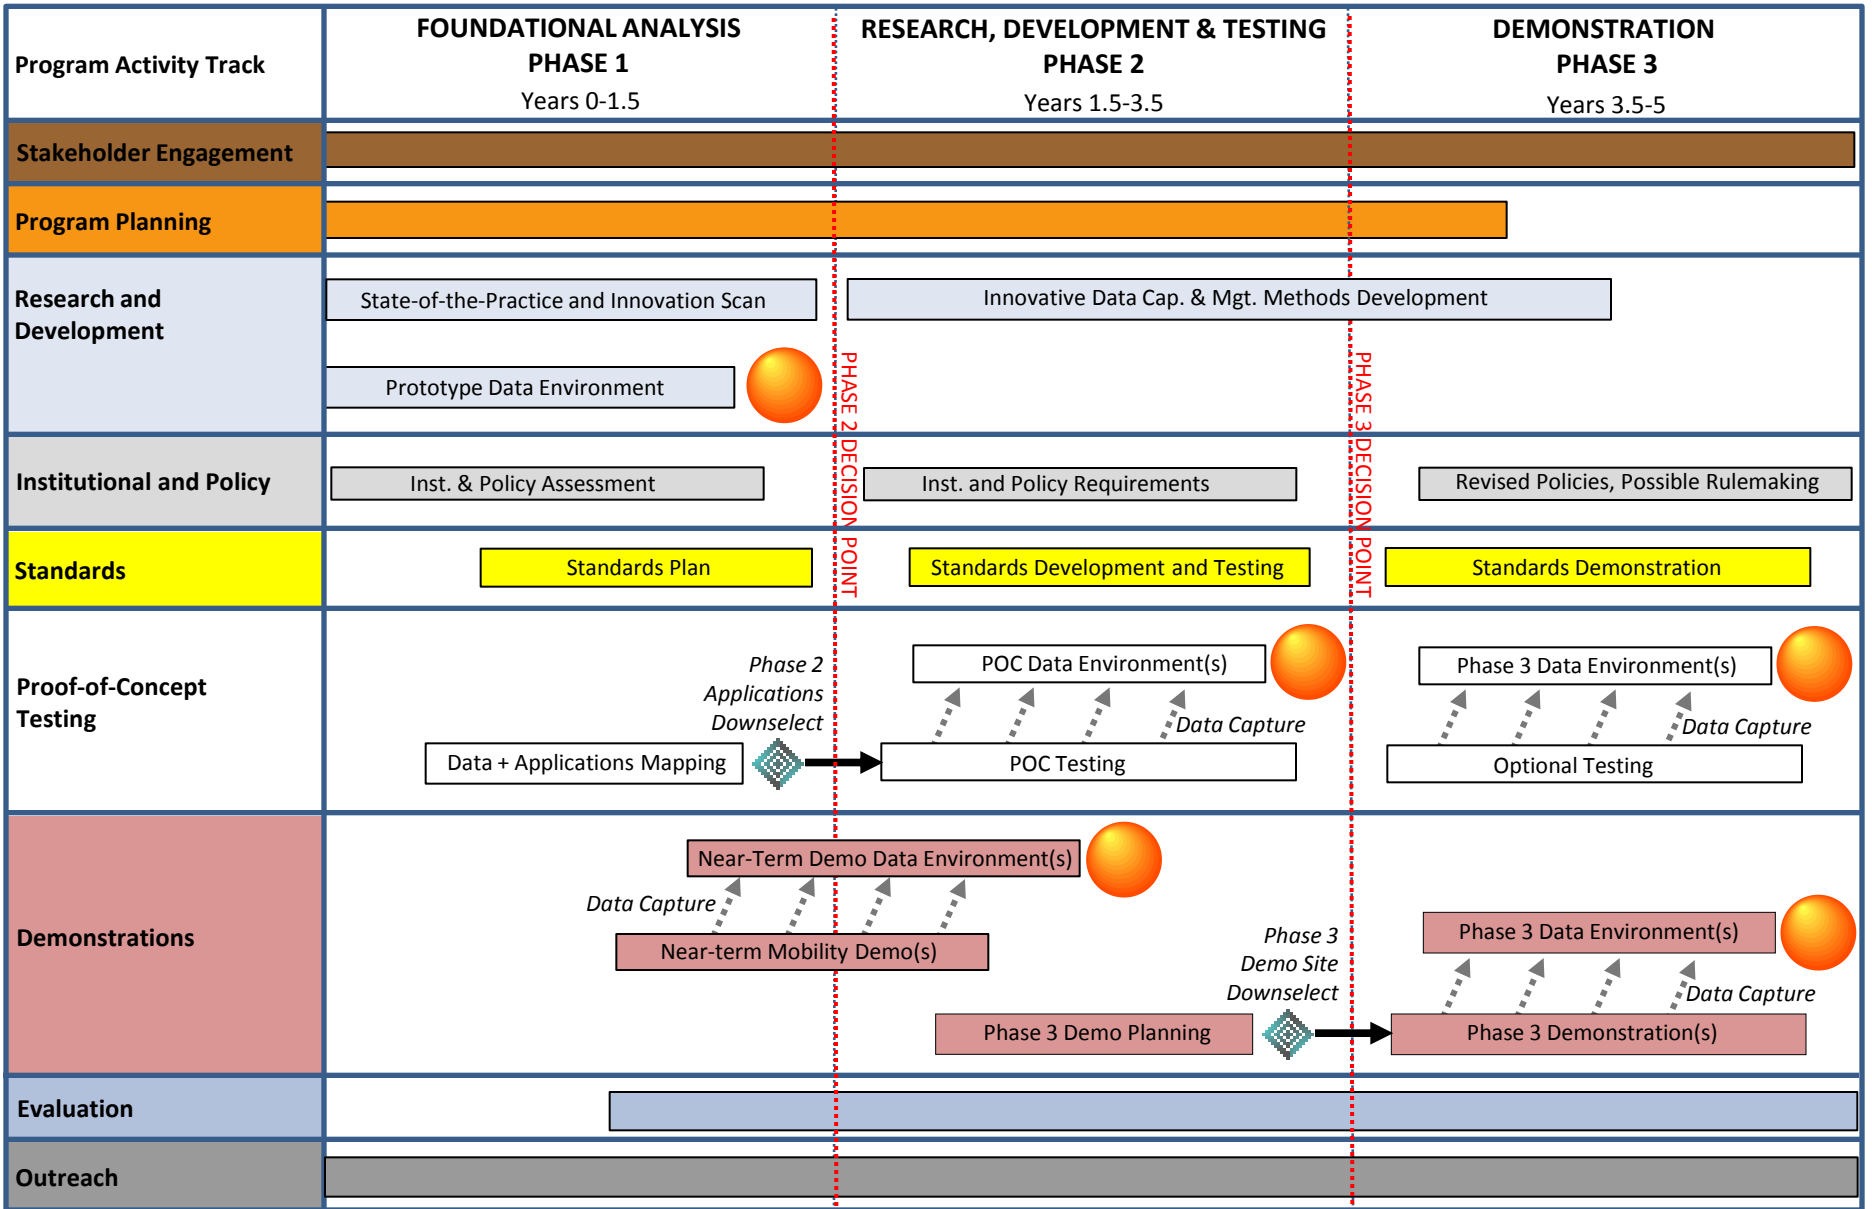 Program Activity Track
FOUNDATIONAL ANALYSIS
PHASE 1
Years 0-1.5
RESEARCH, DEVELOPMENT & TESTING
PHASE 2
Years 1.5-3.5
DEMONSTRATION
PHASE 3
Years 3.5-5
Stakeholder Engagement
Program Planning
Research and
Development
State-of-the-Practice and Innovation Scan
Innovative Data Cap. & Mgt. Methods Development
Prototype Data Environment
PHASE 2 DECISION POINT
PHASE 3 DECISION POINT
Institutional and Policy
Inst. & Policy Assessment
Inst. and Policy Requirements
Revised Policies, Possible Rulemaking
Standards
Standards Plan
Standards Development and Testing
Standards Demonstration
Proof-of-Concept
Testing
Phase 2
Applications
Downselect
POC Data Environment(s)
Phase 3 Data Environment(s)
Data Capture
Data Capture
Data + Applications Mapping
POC Testing
Optional Testing
Demonstrations
Near-Term Demo Data Environment(s)
Data Capture
Near-term Mobility Demo(s)
Phase 3
Demo Site
Downselect
Phase 3 Data Environment(s)
Data Capture
Phase 3 Demo Planning
Phase 3 Demonstration(s)
Evaluation
Outreach